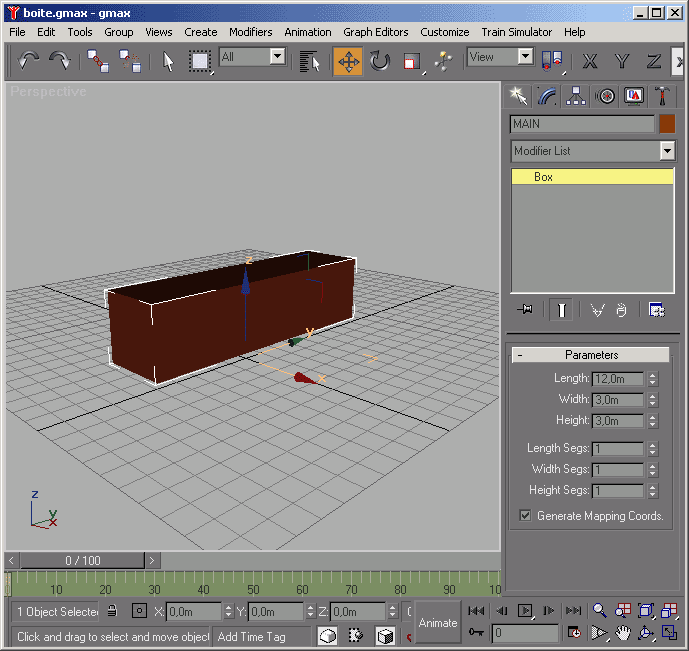 boite.gmax - gmax
File Edit Tools Group Views Create Modifiers Animation Graph Editors Customize Train Simulator Help
All View X Y Z
Perspective
MAIN
Modifier List
Box
z
y
x
- Parameters
Length: 12,0m
Width: 3,0m
Height: 3,0m
Length Segs: 1
Width Segs: 1
Height Segs: 1
Generate Mapping Coords.
z
y
x
< 0 / 100 >
10 20 30 40 50 60 70 80 90 100
1 Object Selected X: 0,0m Y: 0,0m Z: 0,0m
Animate
Click and drag to select and move object Add Time Tag
0